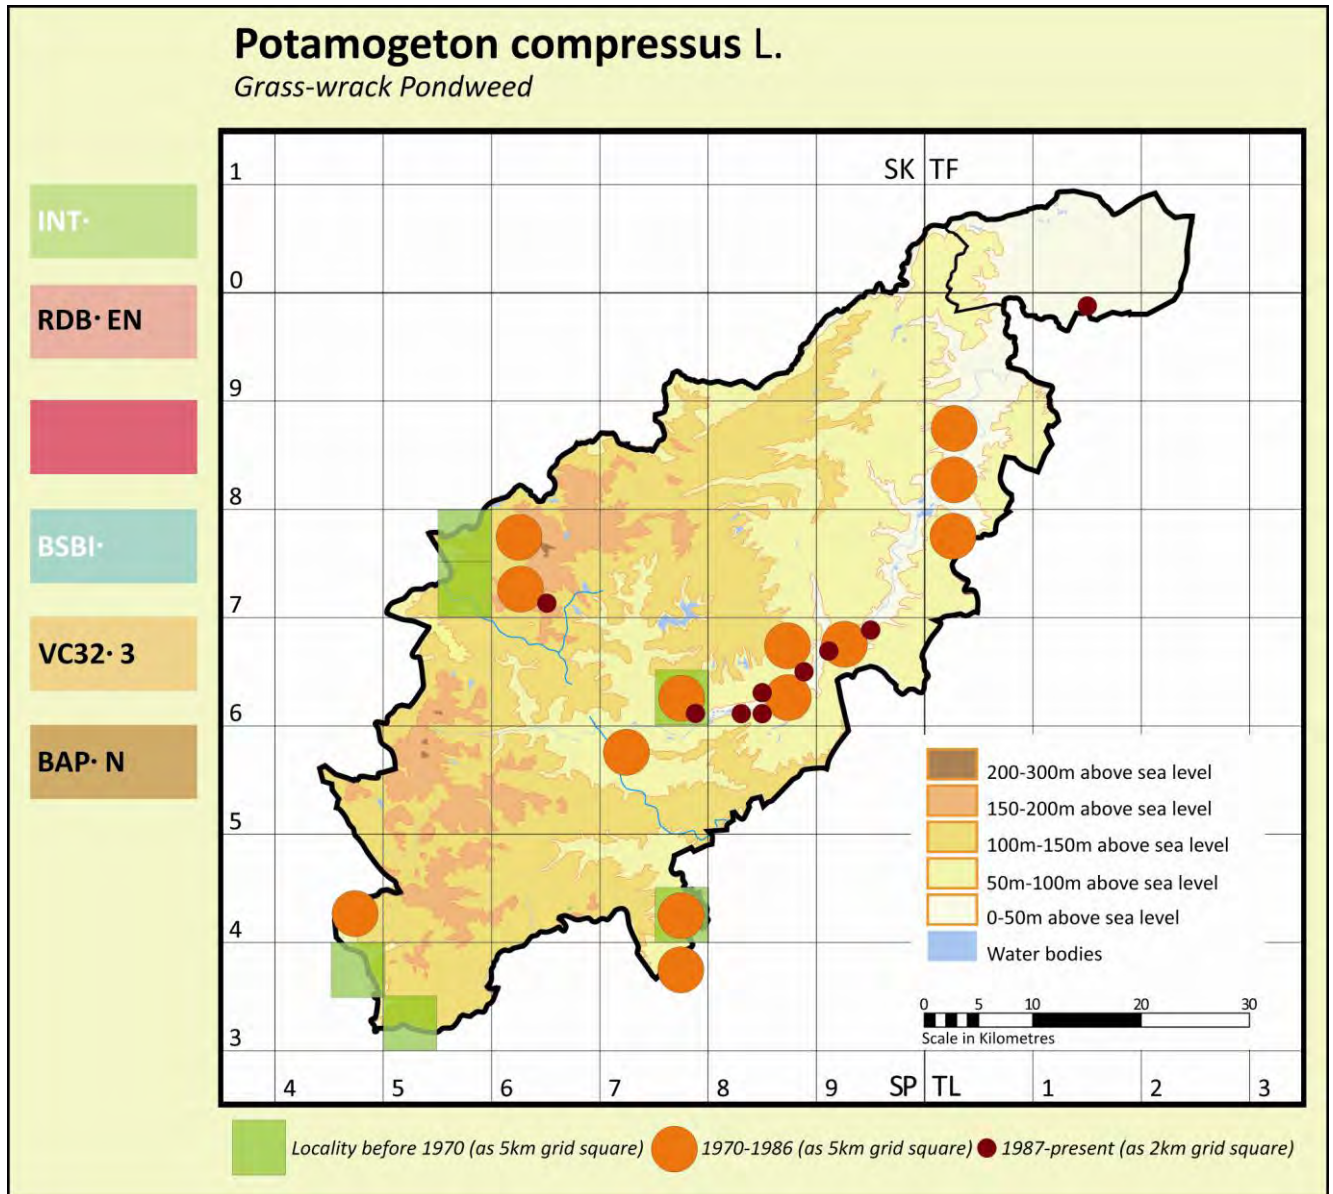 Potamogeton compressus L.
Grass-wrack Pondweed
INT·
RDB· EN
BSBI·
VC32· 3
BAP· N
SK TF
1
0
9
8
7
6
5
4
3
200-300m above sea level
150-200m above sea level
100m-150m above sea level
50m-100m above sea level
0-50m above sea level
Water bodies
0 5 10 20 30
Scale in Kilometres
4 5 6 7 8 9 SP TL 1 2 3
Locality before 1970 (as 5km grid square) 1970-1986 (as 5km grid square) 1987-present (as 2km grid square)